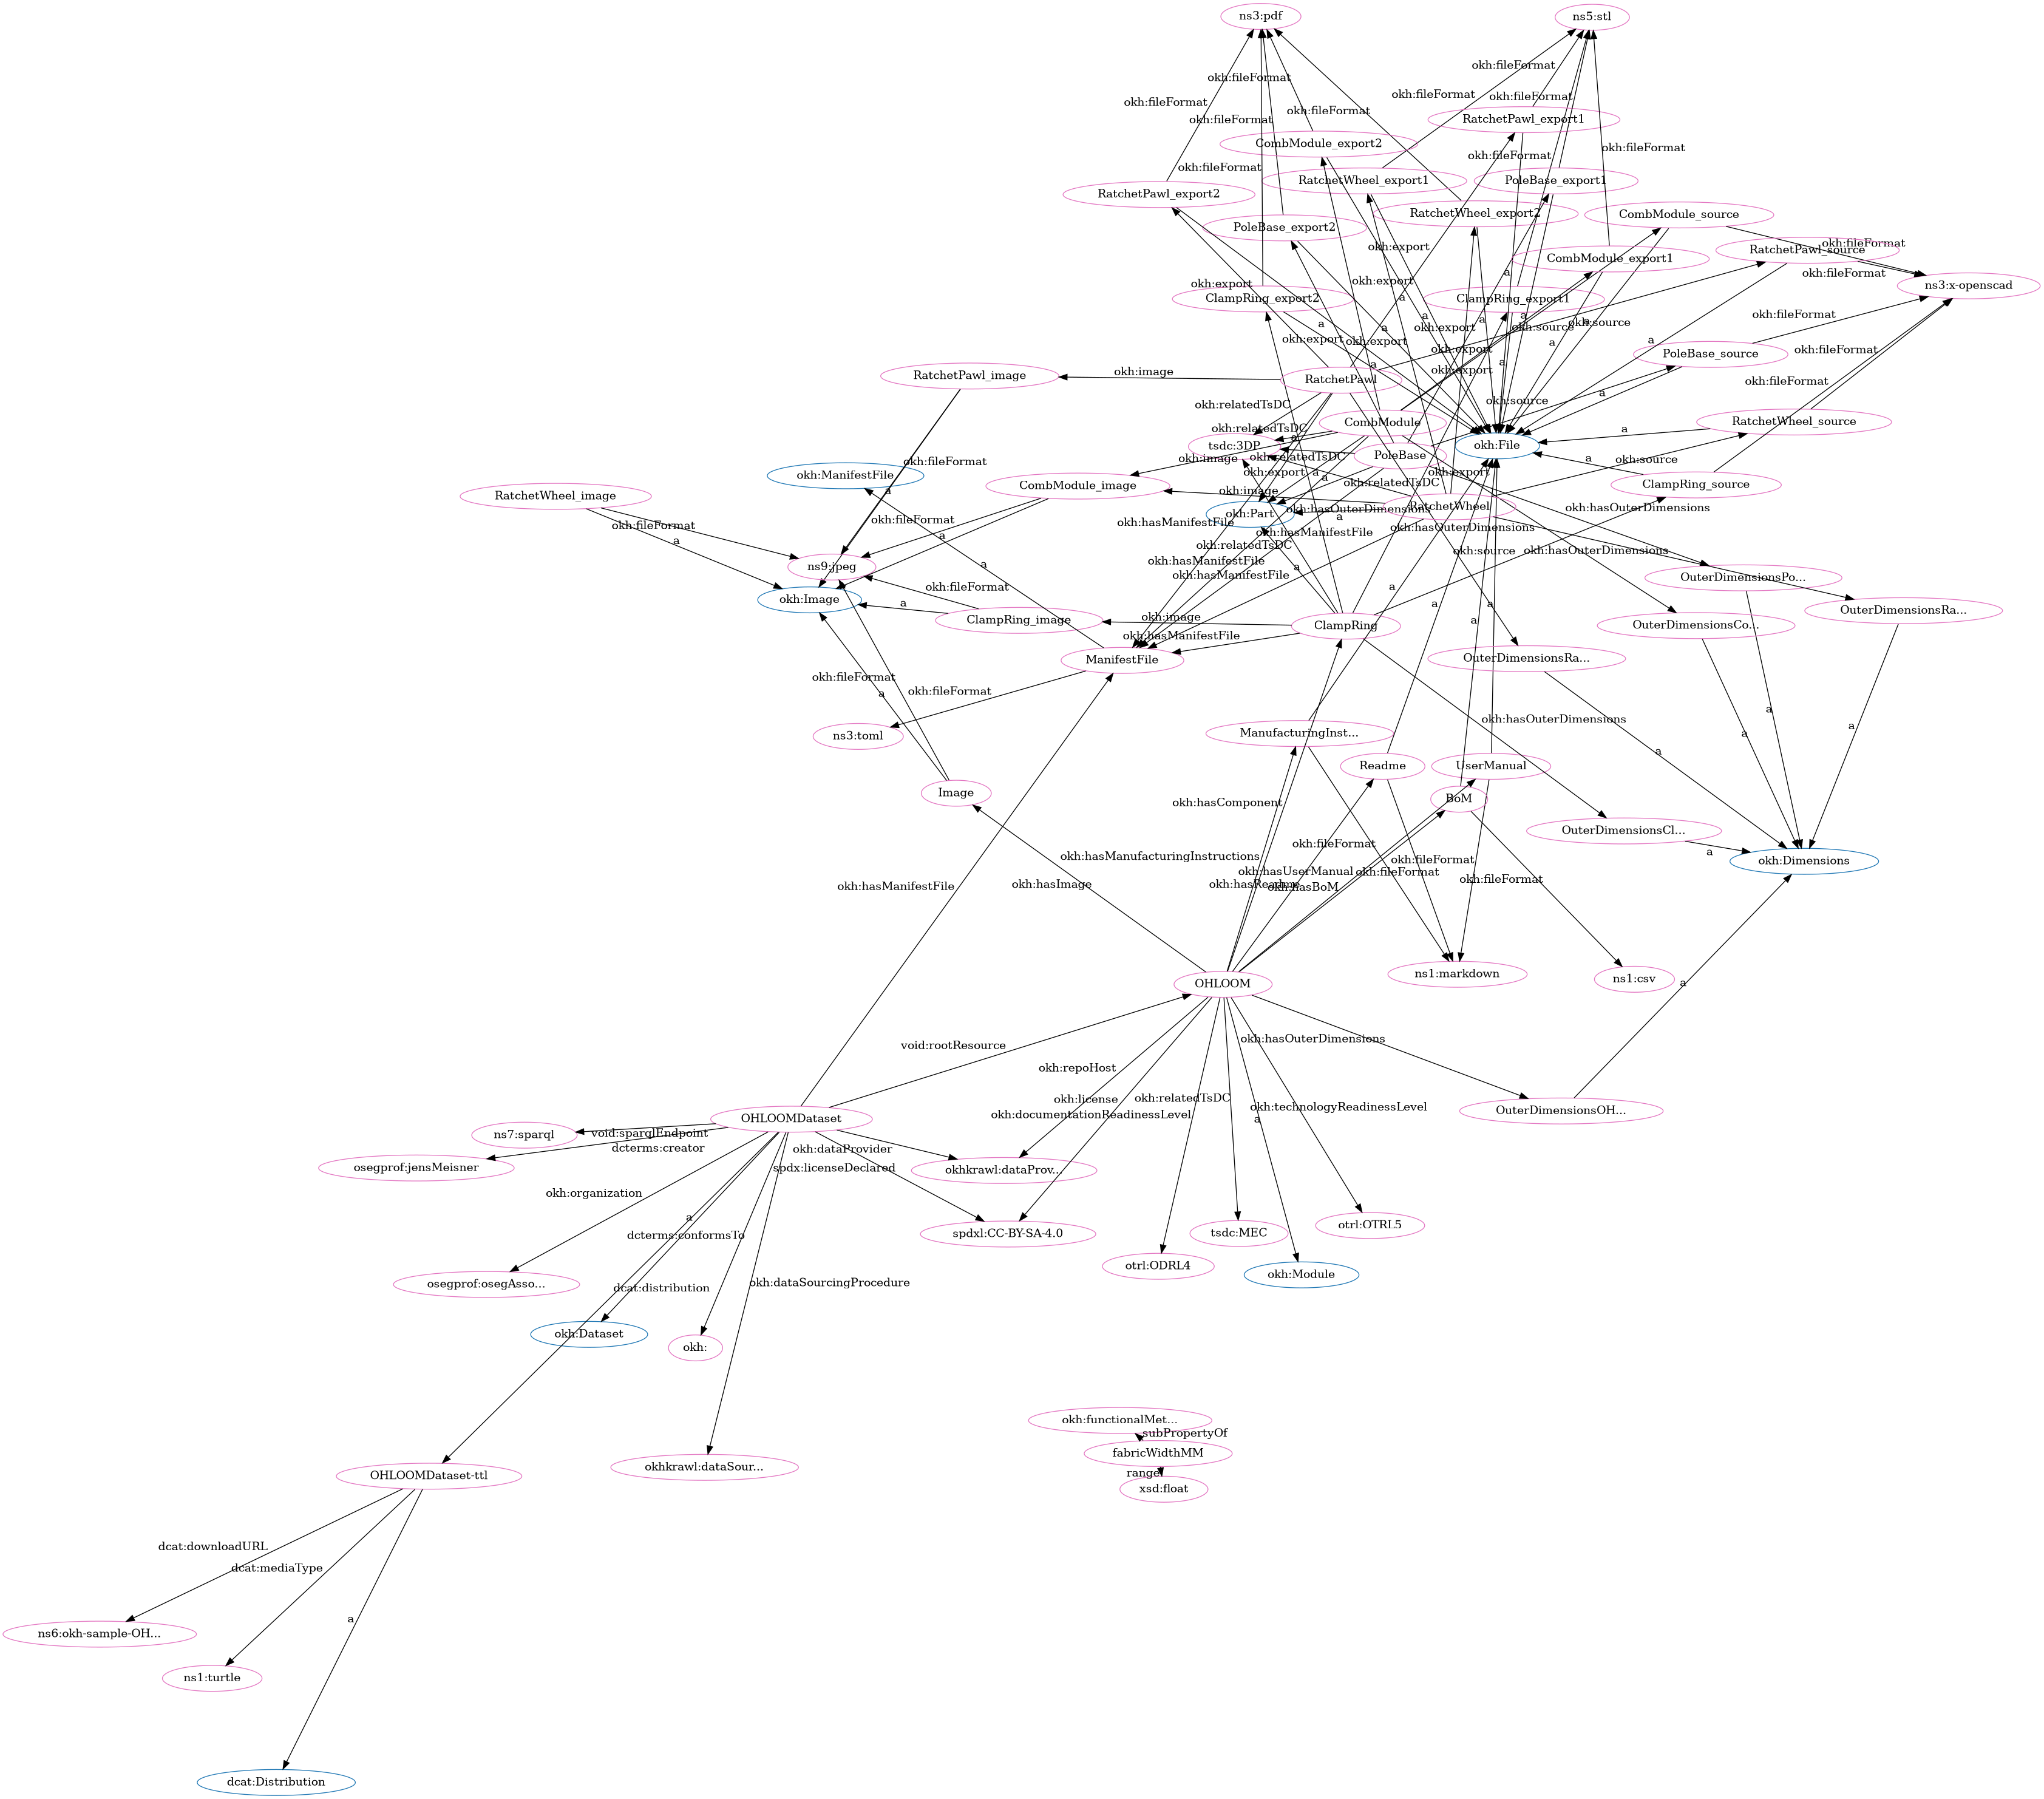 ns3:pdf
ns5:stl
okh:fileFormat
okh:fileFormat
okh:fileFormat
okh:fileFormat
okh:fileFormat
okh:fileFormat
okh:fileFormat
okh:fileFormat
RatchetPawl_export1
CombModule_export2
okh:fileFormat
okh:fileFormat
okh:fileFormat
RatchetWheel_export1
PoleBase_export1
RatchetPawl_export2
RatchetWheel_export2
CombModule_source
PoleBase_export2
okh:export
okh:fileFormat
RatchetPawl_source
CombModule_export1
a
okh:fileFormat
okh:export
okh:export
ns3:x-openscad
ClampRing_export2
a
ClampRing_export1
okh:fileFormat
a
a
a
a
a
okh:source
okh:source
okh:export
a
okh:export
okh:export
a
okh:export
okh:fileFormat
PoleBase_source
a
a
okh:export
okh:image
RatchetPawl_image
RatchetPawl
okh:fileFormat
a
okh:source
okh:relatedTsDC
CombModule
RatchetWheel_source
okh:relatedTsDC
a
a
tsdc:3DP
okh:File
PoleBase
okh:fileFormat
okh:image
okh:relatedTsDC
okh:source
a
okh:ManifestFile
okh:export
a
okh:export
CombModule_image
okh:relatedTsDC
ClampRing_source
a
okh:image
RatchetWheel_image
RatchetWheel
okh:hasOuterDimensions
okh:hasOuterDimensions
okh:Part
a
okh:fileFormat
okh:fileFormat
okh:hasManifestFile
okh:hasOuterDimensions
okh:hasManifestFile
a
a
okh:relatedTsDC
okh:source
okh:hasOuterDimensions
okh:hasManifestFile
a
ns9:jpeg
a
okh:hasManifestFile
OuterDimensionsPo...
okh:fileFormat
a
okh:Image
a
a
a
OuterDimensionsRa...
okh:image
ClampRing_image
ClampRing
OuterDimensionsCo...
okh:hasManifestFile
ManifestFile
OuterDimensionsRa...
okh:fileFormat
a
okh:fileFormat
a
a
okh:hasOuterDimensions
a
ns3:toml
ManufacturingInst...
a
Readme
UserManual
Image
BoM
okh:hasComponent
OuterDimensionsCl...
okh:fileFormat
a
okh:Dimensions
okh:hasManufacturingInstructions
okh:fileFormat
okh:hasUserManual
okh:fileFormat
okh:fileFormat
okh:hasManifestFile
okh:hasImage
okh:hasReadme
okh:hasBoM
ns1:markdown
ns1:csv
OHLOOM
a
okh:hasOuterDimensions
void:rootResource
okh:repoHost
okh:license
okh:relatedTsDC
okh:technologyReadinessLevel
OuterDimensionsOH...
okh:documentationReadinessLevel
a
OHLOOMDataset
ns7:sparql
void:sparqlEndpoint
dcterms:creator
okh:dataProvider
osegprof:jensMeisner
spdx:licenseDeclared
okhkrawl:dataProv...
okh:organization
a
dcterms:conformsTo
spdxl:CC-BY-SA-4.0
tsdc:MEC
otrl:OTRL5
otrl:ODRL4
okh:Module
osegprof:osegAsso...
dcat:distribution
okh:dataSourcingProcedure
okh:Dataset
okh:
okh:functionalMet...
subPropertyOf
fabricWidthMM
okhkrawl:dataSour...
range
OHLOOMDataset-ttl
xsd:float
dcat:downloadURL
dcat:mediaType
a
ns6:okh-sample-OH...
ns1:turtle
dcat:Distribution